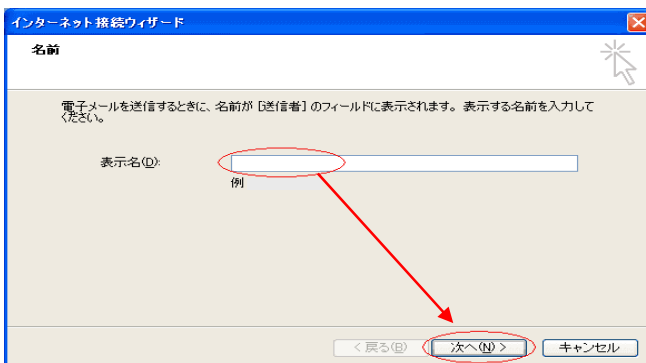 インターネット接続ウィザード
名前
電子メールを送信するときに、名前が [送信者] のフィールドに表示されます。表示する名前を入力して
ください。
表示名(D):
例
< 戻る(B)
次へ(N) >
キャンセル